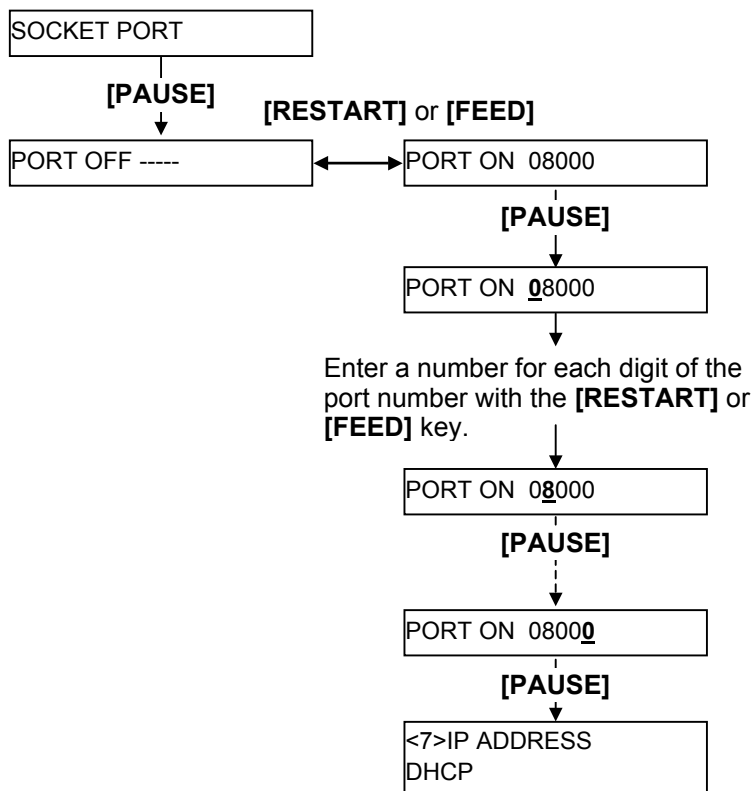 SOCKET PORT
[PAUSE]
[RESTART] or [FEED]
PORT OFF -----
PORT ON 08000
[PAUSE]
PORT ON 08000
Enter a number for each digit of the
port number with the [RESTART] or
[FEED] key.
PORT ON 08000
[PAUSE]
PORT ON 08000
[PAUSE]
<7>IP ADDRESS
DHCP